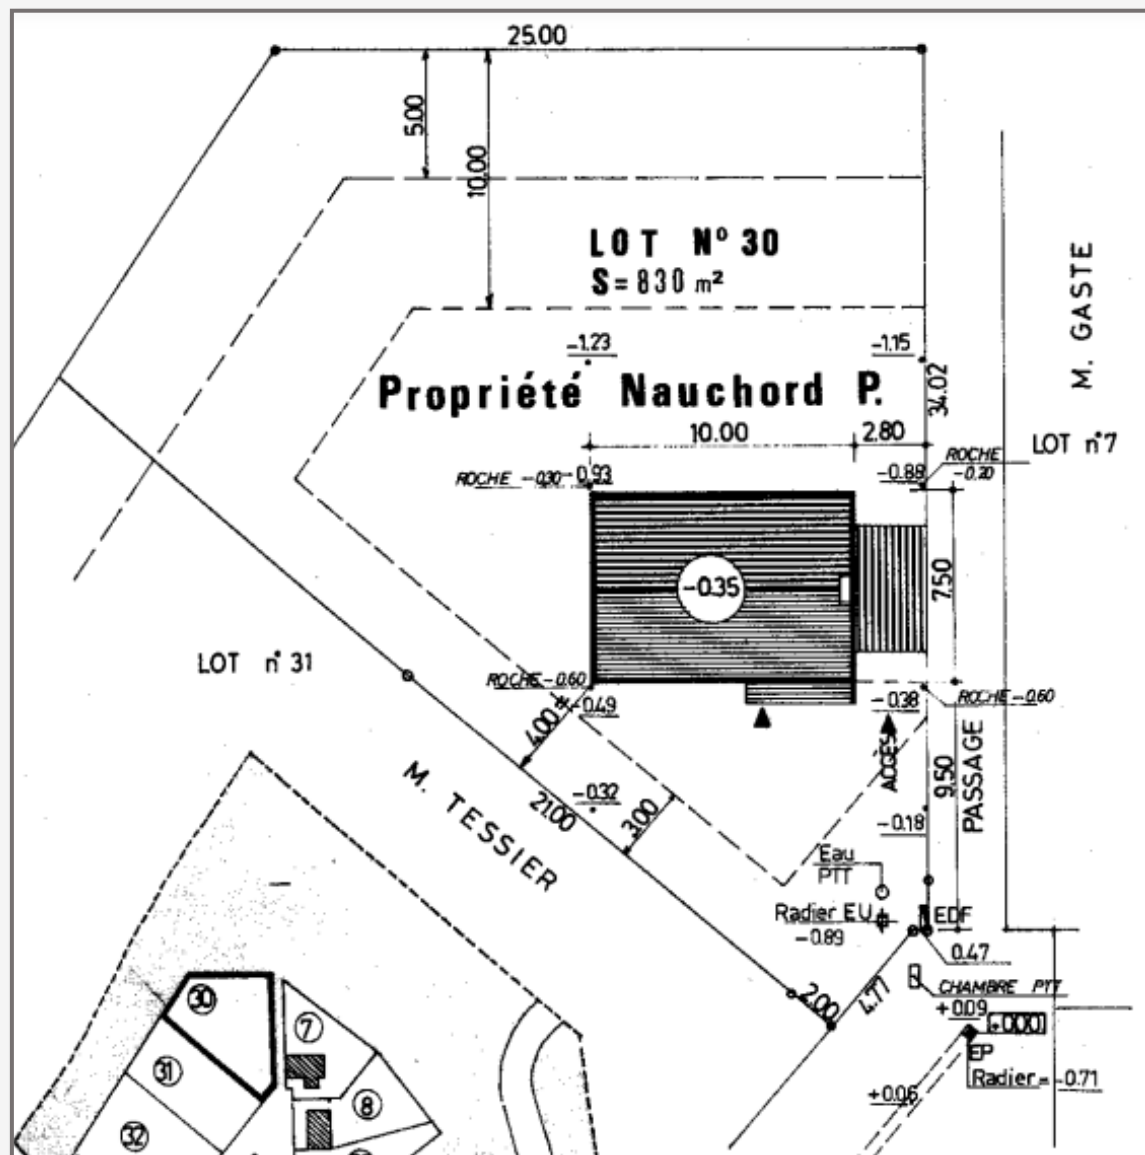 25.00
5.00
10.00
LOT N° 30
S = 830 m²
M. GASTE
-1.23
-1.15
Propriété Nauchord P.
34.02
10.00
2.80
LOT n° 7
ROCHE -0.30
-0.93
-0.88
ROCHE
-0.20
-0.35
7.50
LOT n° 31
ROCHE -0.60
-0.49
-0.38
ROCHE -0.60
4.00
ACCÈS
9.50
PASSAGE
M. TESSIER
21.00
-0.32
3.00
-0.18
Eau
PTT
Radier EU
-0.89
EDF
0.47
2.00
4.77
CHAMBRE PTT
+0.09
+0.06
EP
Radier = -0.71
30
7
31
8
32